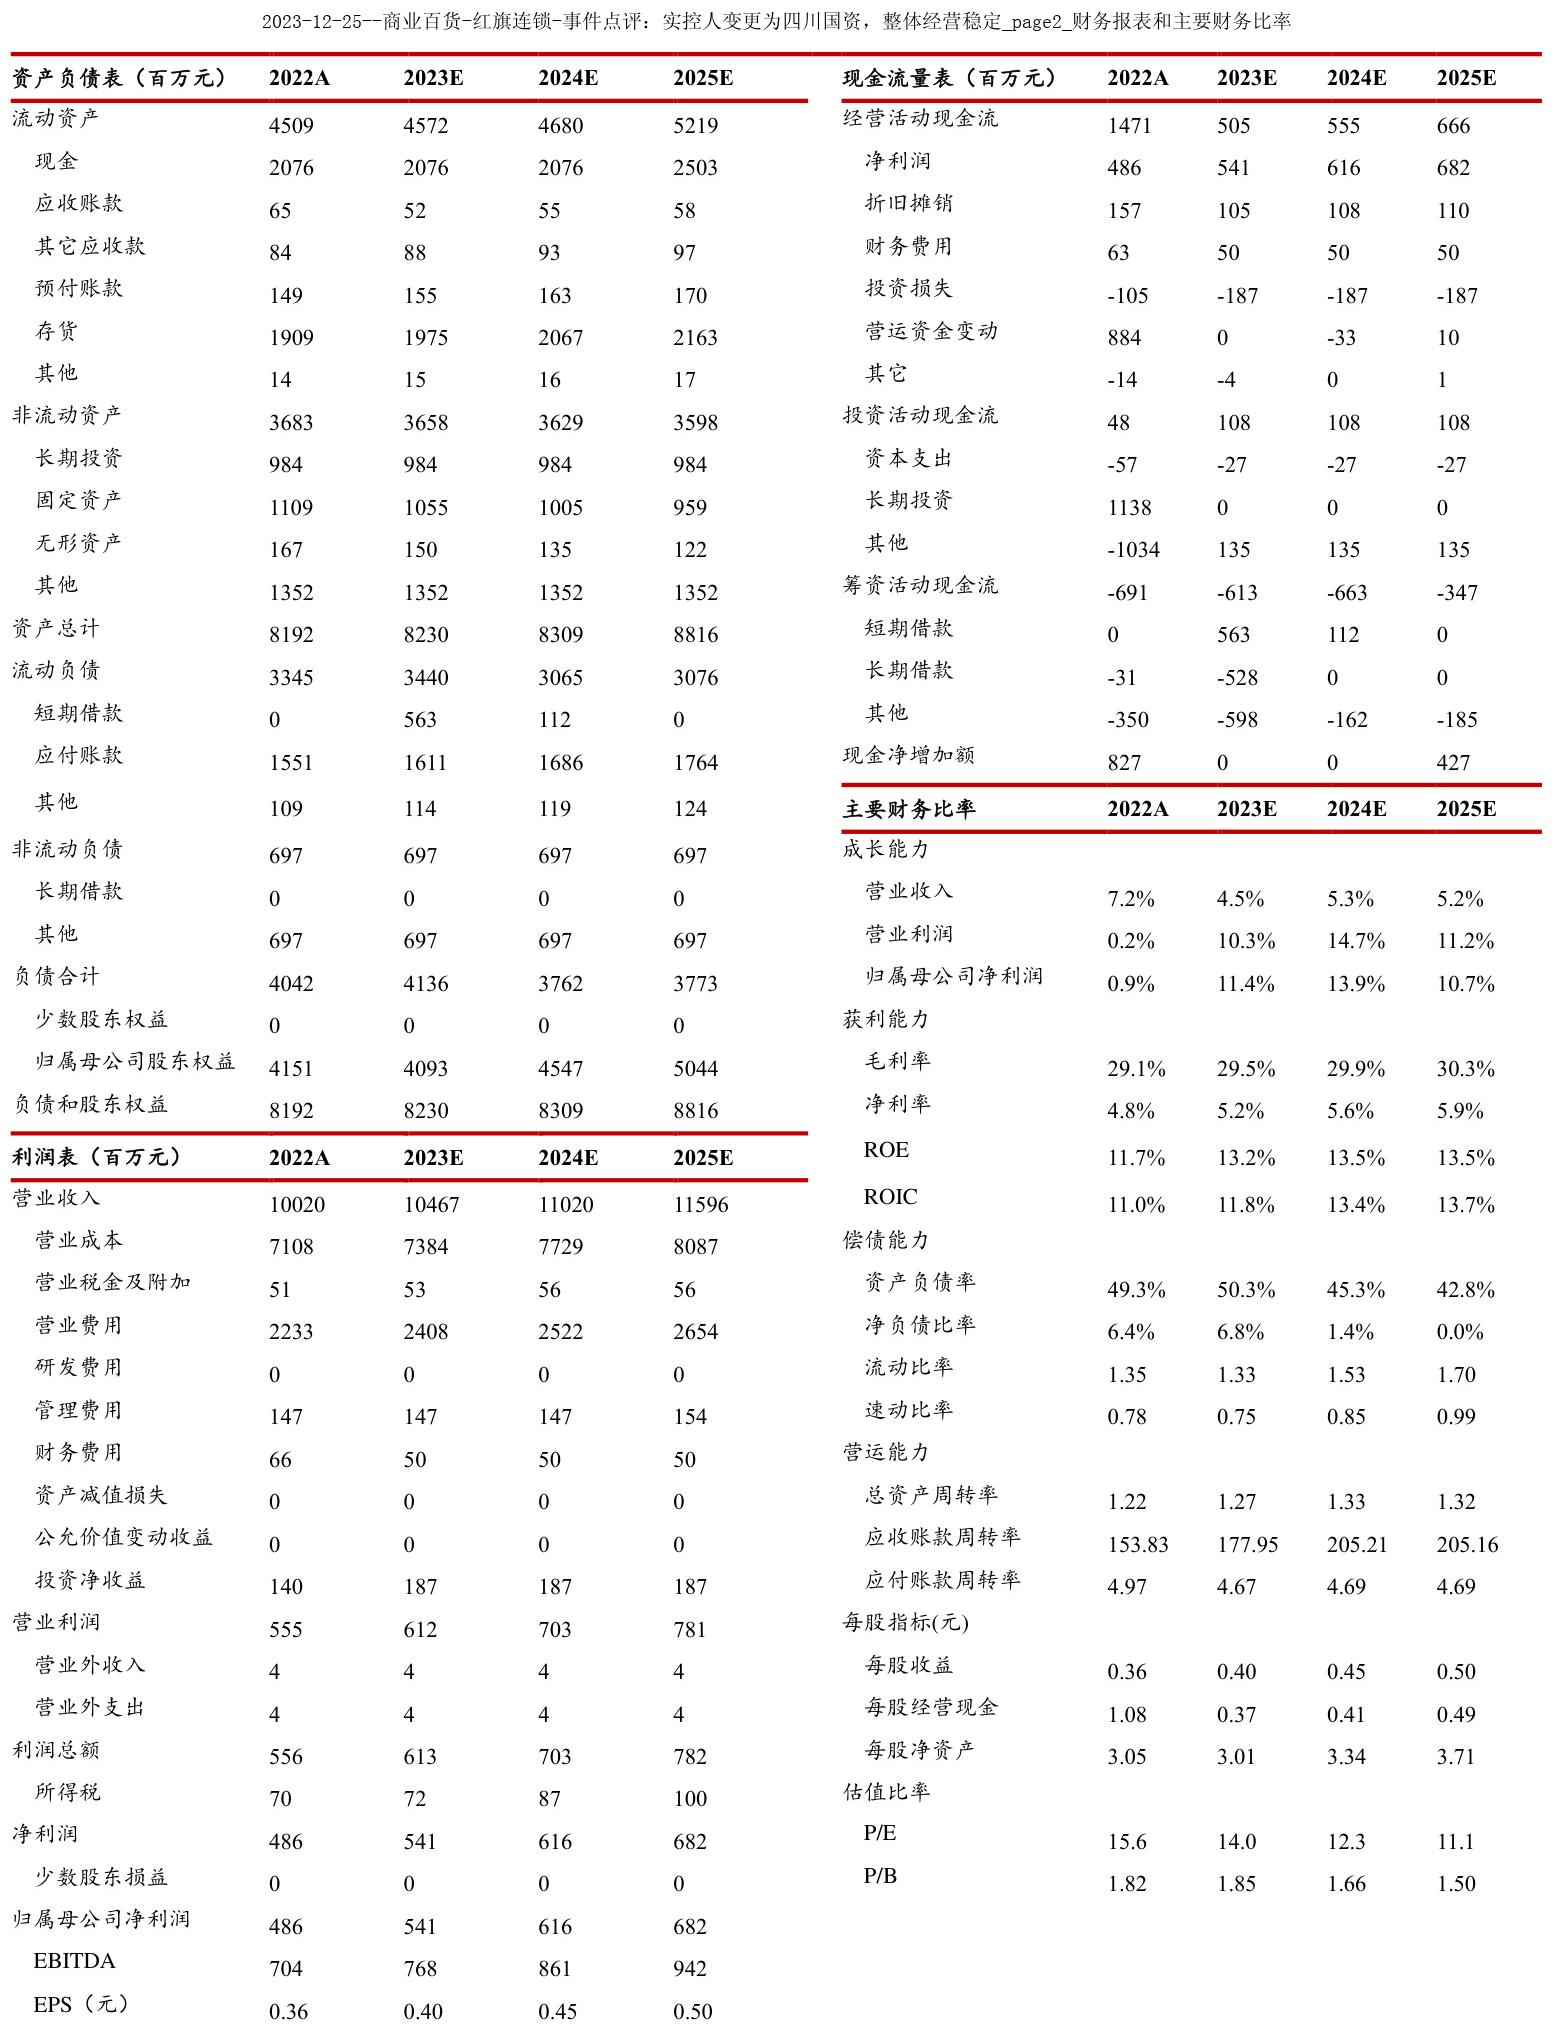 2023-12-25--商业百货-红旗连锁-事件点评：实控人变更为四川国资，整体经营稳定_page2_财务报表和主要财务比率
资产负债表（百万元） 2022A 2023E 2024E 2025E
流动资产 4509 4572 4680 5219
现金 2076 2076 2076 2503
应收账款 65 52 55 58
其它应收款 84 88 93 97
预付账款 149 155 163 170
存货 1909 1975 2067 2163
其他 14 15 16 17
非流动资产 3683 3658 3629 3598
长期投资 984 984 984 984
固定资产 1109 1055 1005 959
无形资产 167 150 135 122
其他 1352 1352 1352 1352
资产总计 8192 8230 8309 8816
流动负债 3345 3440 3065 3076
短期借款 0 563 112 0
应付账款 1551 1611 1686 1764
其他 109 114 119 124
非流动负债 697 697 697 697
长期借款 0 0 0 0
其他 697 697 697 697
负债合计 4042 4136 3762 3773
少数股东权益 0 0 0 0
归属母公司股东权益 4151 4093 4547 5044
负债和股东权益 8192 8230 8309 8816
利润表（百万元） 2022A 2023E 2024E 2025E
营业收入 10020 10467 11020 11596
营业成本 7108 7384 7729 8087
营业税金及附加 51 53 56 56
营业费用 2233 2408 2522 2654
研发费用 0 0 0 0
管理费用 147 147 147 154
财务费用 66 50 50 50
资产减值损失 0 0 0 0
公允价值变动收益 0 0 0 0
投资净收益 140 187 187 187
营业利润 555 612 703 781
营业外收入 4 4 4 4
营业外支出 4 4 4 4
利润总额 556 613 703 782
所得税 70 72 87 100
净利润 486 541 616 682
少数股东损益 0 0 0 0
归属母公司净利润 486 541 616 682
EBITDA 704 768 861 942
EPS（元） 0.36 0.40 0.45 0.50
现金流量表（百万元） 2022A 2023E 2024E 2025E
经营活动现金流 1471 505 555 666
净利润 486 541 616 682
折旧摊销 157 105 108 110
财务费用 63 50 50 50
投资损失 -105 -187 -187 -187
营运资金变动 884 0 -33 10
其它 -14 -4 0 1
投资活动现金流 48 108 108 108
资本支出 -57 -27 -27 -27
长期投资 1138 0 0 0
其他 -1034 135 135 135
筹资活动现金流 -691 -613 -663 -347
短期借款 0 563 112 0
长期借款 -31 -528 0 0
其他 -350 -598 -162 -185
现金净增加额 827 0 0 427
主要财务比率 2022A 2023E 2024E 2025E
成长能力
营业收入 7.2% 4.5% 5.3% 5.2%
营业利润 0.2% 10.3% 14.7% 11.2%
归属母公司净利润 0.9% 11.4% 13.9% 10.7%
获利能力
毛利率 29.1% 29.5% 29.9% 30.3%
净利率 4.8% 5.2% 5.6% 5.9%
ROE 11.7% 13.2% 13.5% 13.5%
ROIC 11.0% 11.8% 13.4% 13.7%
偿债能力
资产负债率 49.3% 50.3% 45.3% 42.8%
净负债比率 6.4% 6.8% 1.4% 0.0%
流动比率 1.35 1.33 1.53 1.70
速动比率 0.78 0.75 0.85 0.99
营运能力
总资产周转率 1.22 1.27 1.33 1.32
应收账款周转率 153.83 177.95 205.21 205.16
应付账款周转率 4.97 4.67 4.69 4.69
每股指标(元)
每股收益 0.36 0.40 0.45 0.50
每股经营现金 1.08 0.37 0.41 0.49
每股净资产 3.05 3.01 3.34 3.71
估值比率
P/E 15.6 14.0 12.3 11.1
P/B 1.82 1.85 1.66 1.50